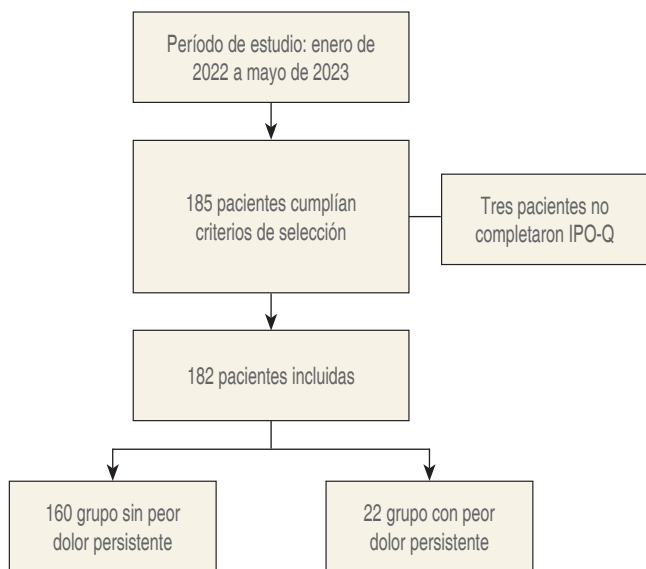 Período de estudio: enero de
2022 a mayo de 2023
185 pacientes cumplían
criterios de selección
Tres pacientes no
completaron IPO-Q
182 pacientes incluidas
160 grupo sin peor
dolor persistente
22 grupo con peor
dolor persistente